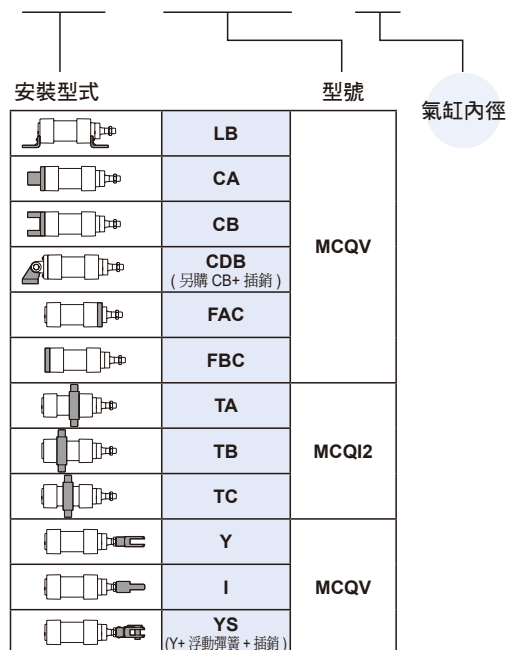 安裝型式
型號
氣缸內徑
LB
CA
CB
MCQV
CDB
( 另購 CB+ 插銷 )
FAC
FBC
TA
TB
MCQI2
TC
Y
I
MCQV
YS
(Y+ 浮動彈簧 + 插銷 )